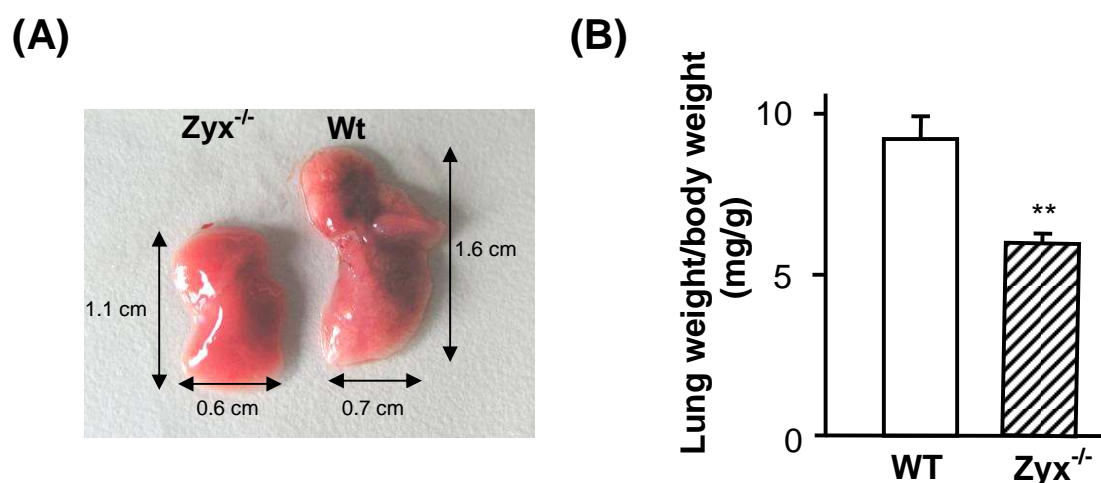 (A)
(B)
Zyx-/-
Wt
1.1 cm
1.6 cm
0.6 cm
0.7 cm
Lung weight/body weight
(mg/g)
10
5
0
**
WT
Zyx-/-